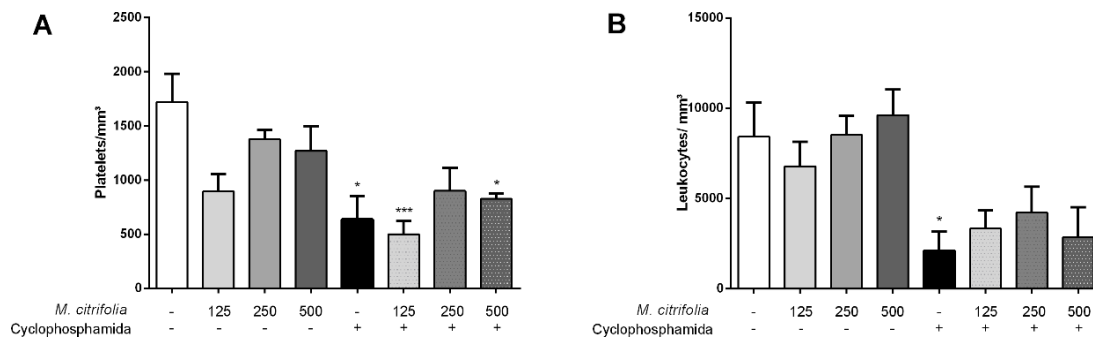 A
Platelets/mm³
2500
2000
1500
1000
500
0
* *** *
M. citrifolia - 125 250 500 - 125 250 500
Cyclophosphamida - - - - + + + +
B
Leukocytes/ mm³
15000
10000
5000
0
*
M. citrifolia - 125 250 500 - 125 250 500
Cyclophosphamida - - - - + + + +